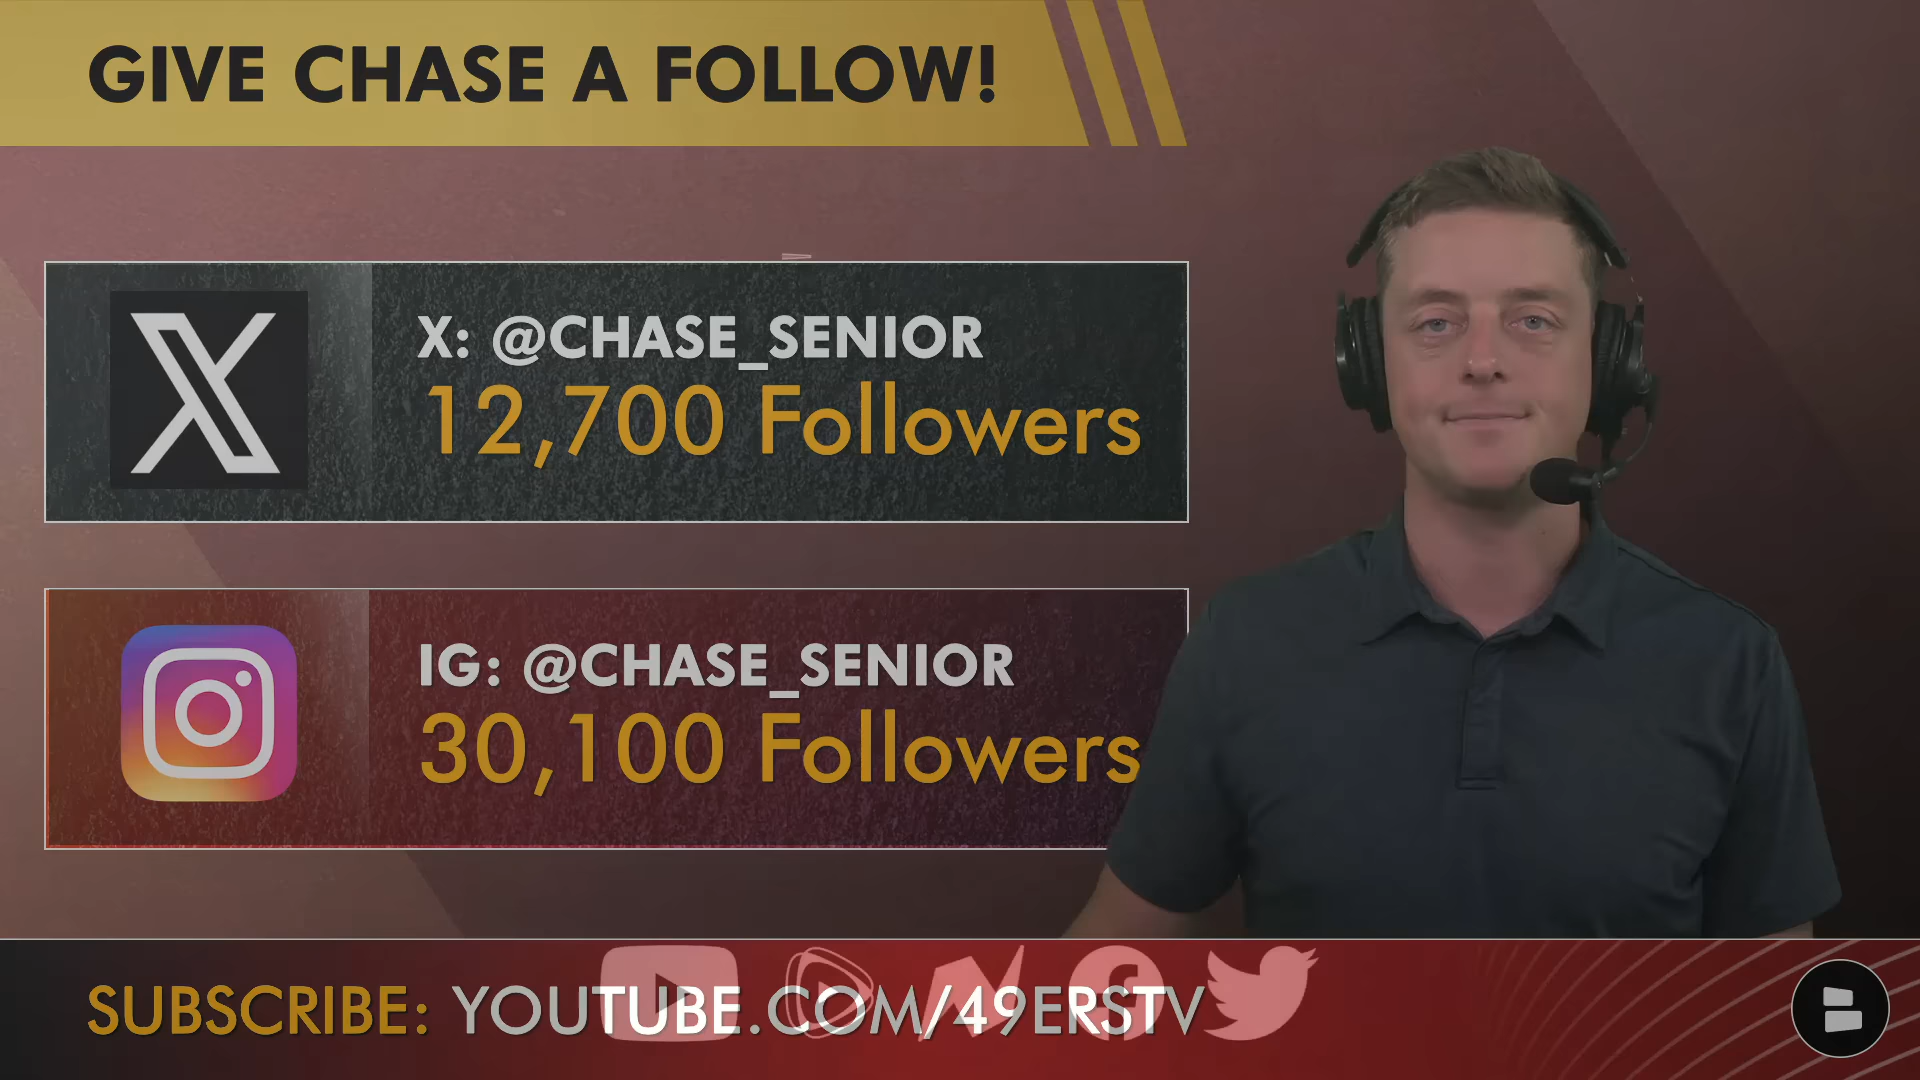 GIVE CHASE A FOLLOW!
X: @CHASE_SENIOR
12,700 Followers
IG: @CHASE_SENIOR
30,100 Followers
SUBSCRIBE: YOUTUBE.COM/49ERSTV